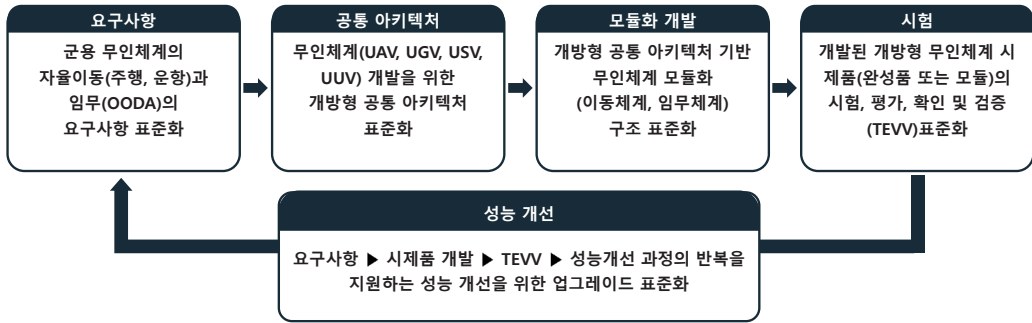 요구사항
군용 무인체계의
자율이동(주행, 운항)과
임무(OODA)의
요구사항 표준화
공통 아키텍처
무인체계(UAV, UGV, USV,
UUV) 개발을 위한
개방형 공통 아키텍처
표준화
모듈화 개발
개방형 공통 아키텍처 기반
무인체계 모듈화
(이동체계, 임무체계)
구조 표준화
시험
개발된 개방형 무인체계 시
제품(완성품 또는 모듈)의
시험, 평가, 확인 및 검증
(TEVV)표준화
성능 개선
요구사항 ▶ 시제품 개발 ▶ TEVV ▶ 성능개선 과정의 반복을
지원하는 성능 개선을 위한 업그레이드 표준화